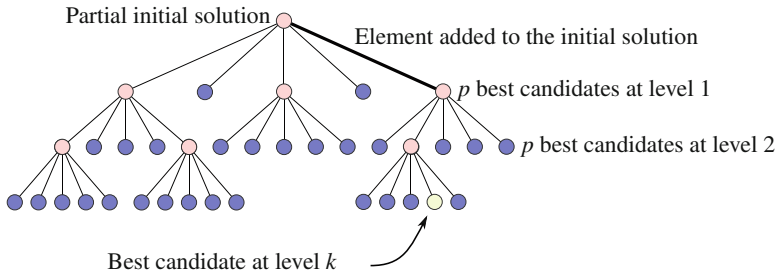 Partial initial solution
Element added to the initial solution
p best candidates at level 1
p best candidates at level 2
Best candidate at level k